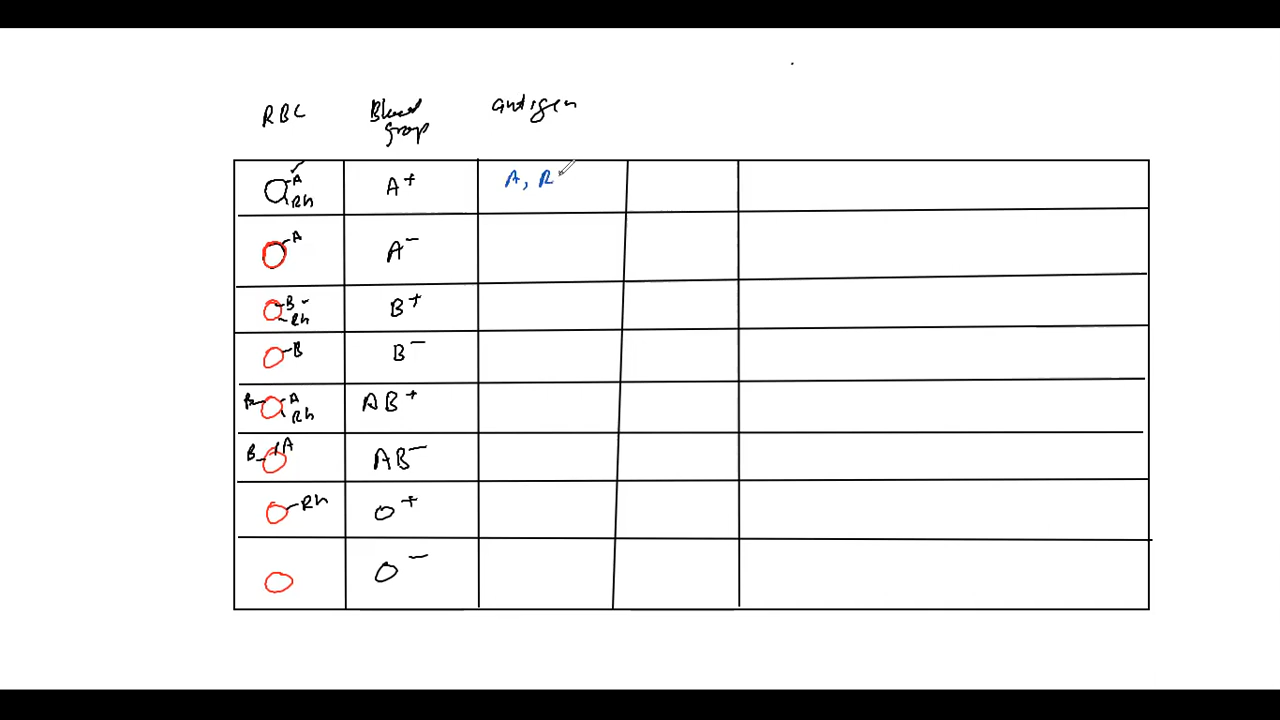 RBC Blood group antigen
A Rh A+ A, R
A A-
B Rh B+
B B-
B A Rh AB+
B A AB-
Rh O+
O-